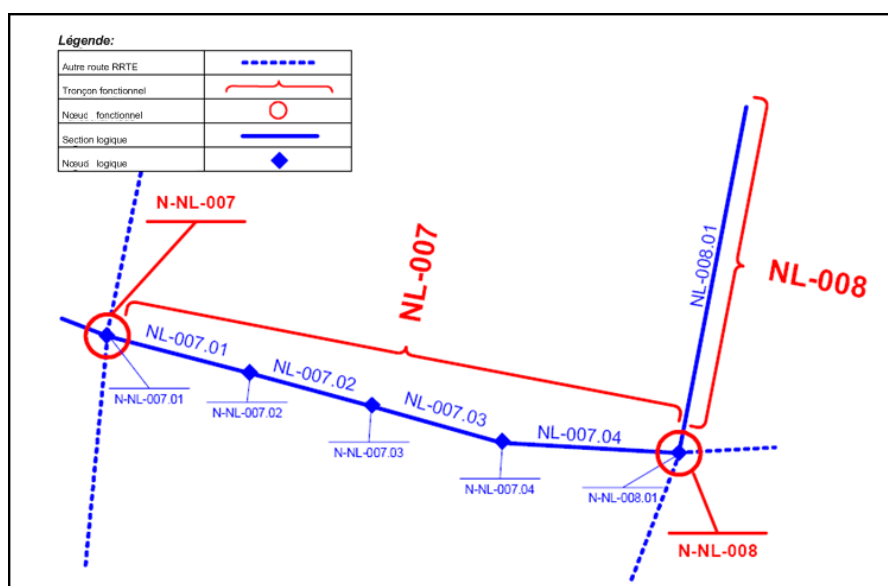 Légende:
Autre route RRTE
Tronçon fonctionnel
Nœud fonctionnel
Section logique
Nœud logique
N-NL-007
NL-007
NL-008.01
NL-008
NL-007.01
NL-007.02
NL-007.03
NL-007.04
N-NL-007.01
N-NL-007.02
N-NL-007.03
N-NL-007.04
N-NL-008.01
N-NL-008